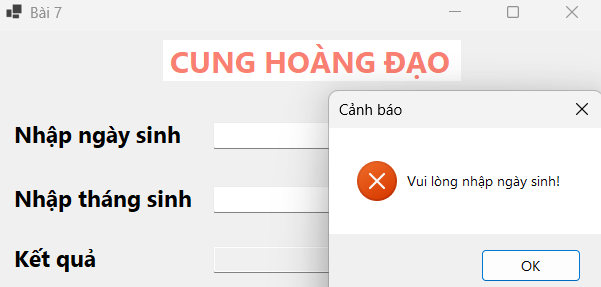 Bài 7
CUNG HOÀNG ĐẠO
Cảnh báo
Nhập ngày sinh
Vui lòng nhập ngày sinh!
Nhập tháng sinh
Kết quả
OK